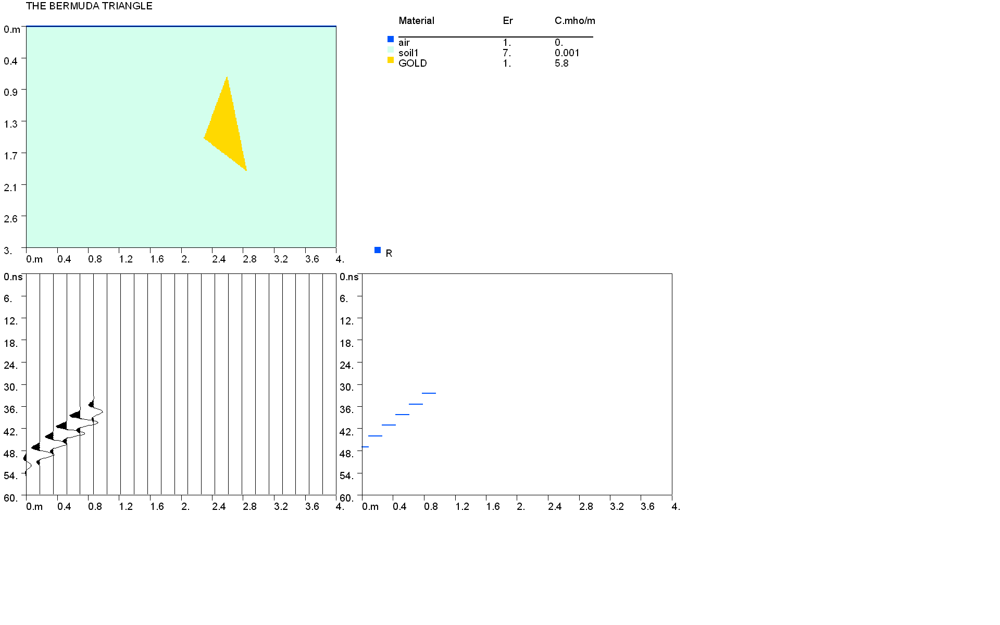 THE BERMUDA TRIANGLE
Material Er C.mho/m
air 1. 0.
soil1 7. 0.001
GOLD 1. 5.8
0.m
0.4
0.9
1.3
1.7
2.1
2.6
3.
0.m 0.4 0.8 1.2 1.6 2. 2.4 2.8 3.2 3.6 4.
R
0.ns
6.
12.
18.
24.
30.
36.
42.
48.
54.
60.
0.m 0.4 0.8 1.2 1.6 2. 2.4 2.8 3.2 3.6 4.
0.ns
6.
12.
18.
24.
30.
36.
42.
48.
54.
60.
0.m 0.4 0.8 1.2 1.6 2. 2.4 2.8 3.2 3.6 4.